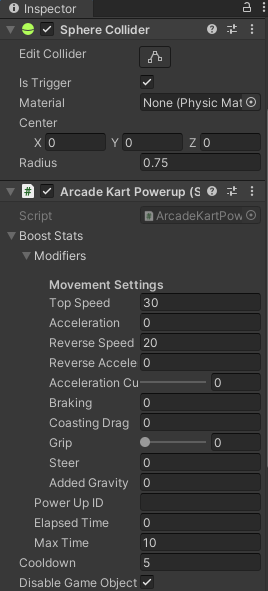 Inspector
Sphere Collider
Edit Collider
Is Trigger
Material None (Physic Mat
Center
X 0 Y 0 Z 0
Radius 0.75
# Arcade Kart Powerup (S
Script # ArcadeKartPow
Boost Stats
Modifiers
Movement Settings
Top Speed 30
Acceleration 0
Reverse Speed 20
Reverse Accele 0
Acceleration Cu 0
Braking 0
Coasting Drag 0
Grip 0
Steer 0
Added Gravity 0
Power Up ID
Elapsed Time 0
Max Time 10
Cooldown 5
Disable Game Object